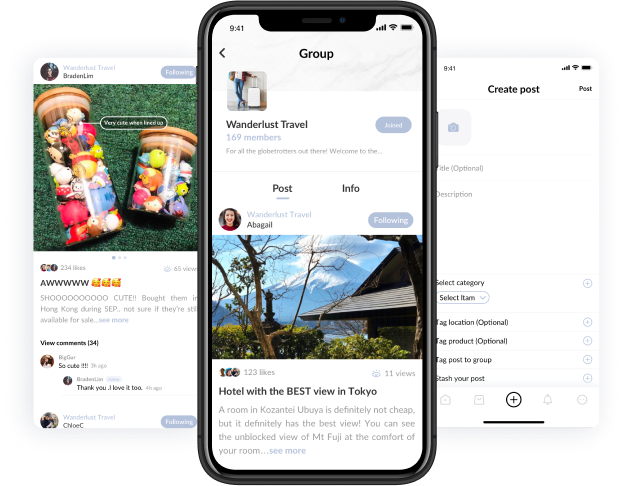 Wanderlust Travel
BradenLim
Following
Very cute when lined up
234 likes
65 views
AWWWWW
SHOOOOOOOOOO CUTE!! Bought them in
Hong Kong during SEP.. not sure if they're still
available for sale...see more
View comments (34)
BigGur
So cute !!!! 3h ago
BradenLim
Thank you .i love it too. 4h ago
Wanderlust Travel
ChloeC
Following
9:41
Group
Wanderlust Travel
169 members
Joined
For all the globetrotters out there! Welcome to the...
Post
Info
Wanderlust Travel
Abagail
Following
123 likes
11 views
Hotel with the BEST view in Tokyo
A room in Kozantei Ubuya is definitely not cheap,
but it definitely has the best view! You can see
the unblocked view of Mt Fuji at the comfort of
your room...see more
9:41
Create post
Post
Title (Optional)
Description
Select category
Select Itam
Tag location (Optional)
Tag product (Optional)
Tag post to group
Stash your post